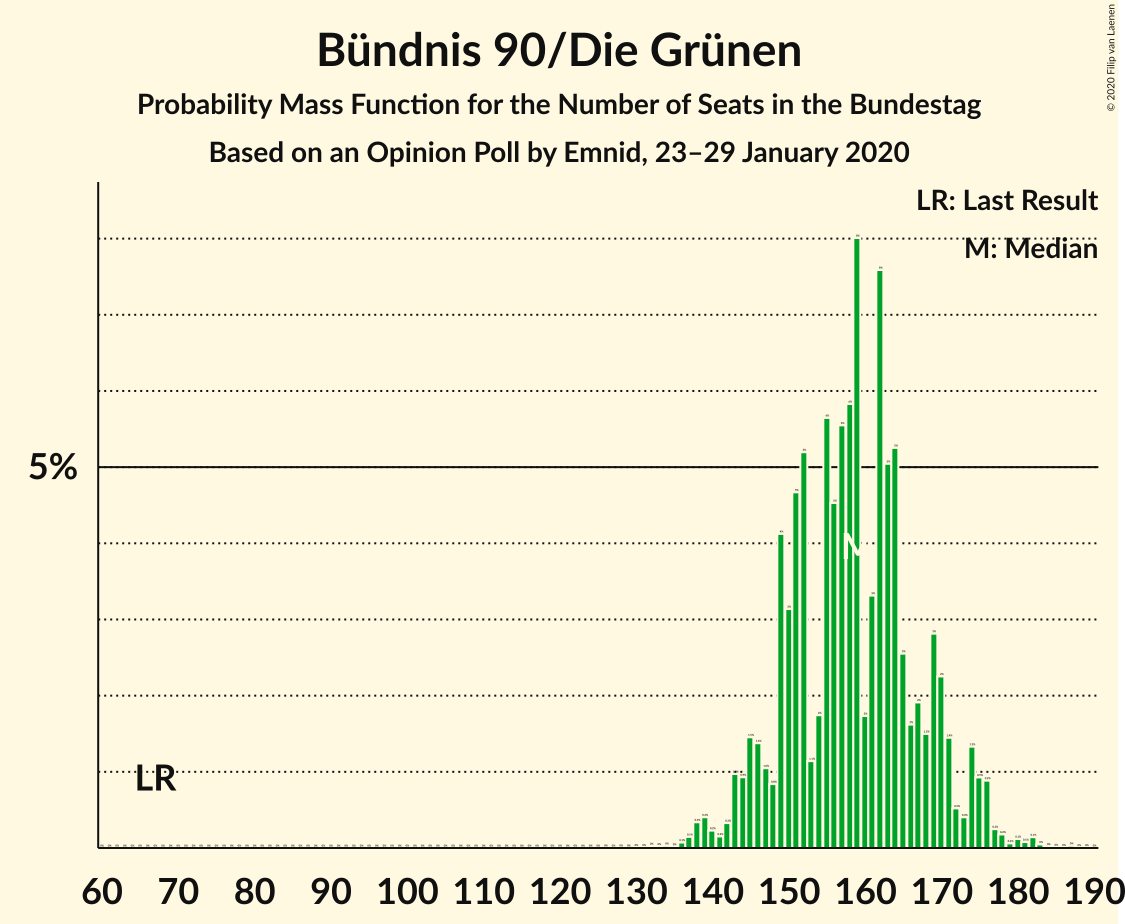 Bündnis 90/Die Grünen
Probability Mass Function for the Number of Seats in the Bundestag
Based on an Opinion Poll by Emnid, 23–29 January 2020
© 2020 Filip van Laenen
LR: Last Result
M: Median
5%
M
LR
60 70 80 90 100 110 120 130 140 150 160 170 180 190